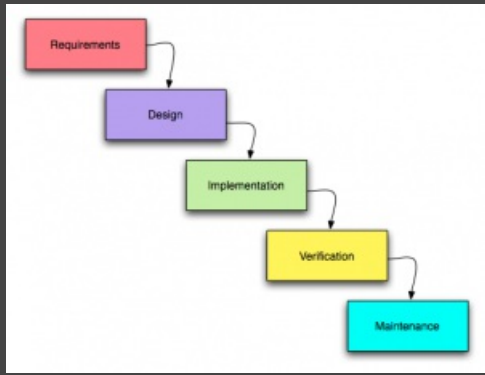 Requirements
Design
Implementation
Verification
Maintenance